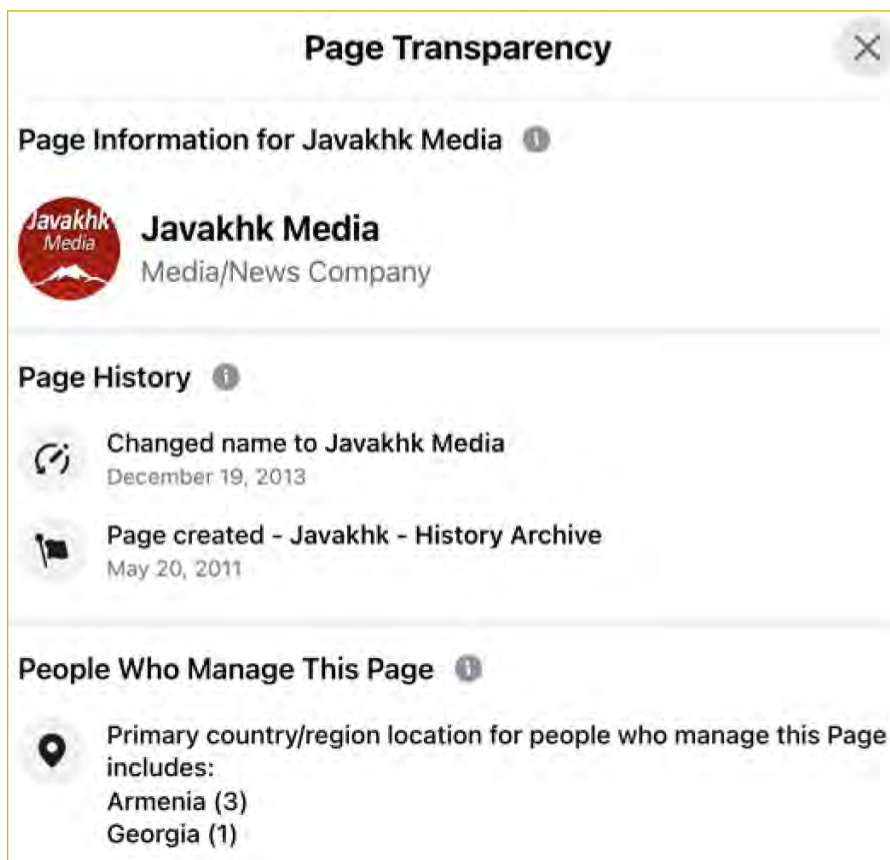 Page Transparency
Page Information for Javakhk Media
Javakhk
Media
Javakhk Media
Media/News Company
Page History
Changed name to Javakhk Media
December 19, 2013
Page created - Javakhk - History Archive
May 20, 2011
People Who Manage This Page
Primary country/region location for people who manage this Page
includes:
Armenia (3)
Georgia (1)